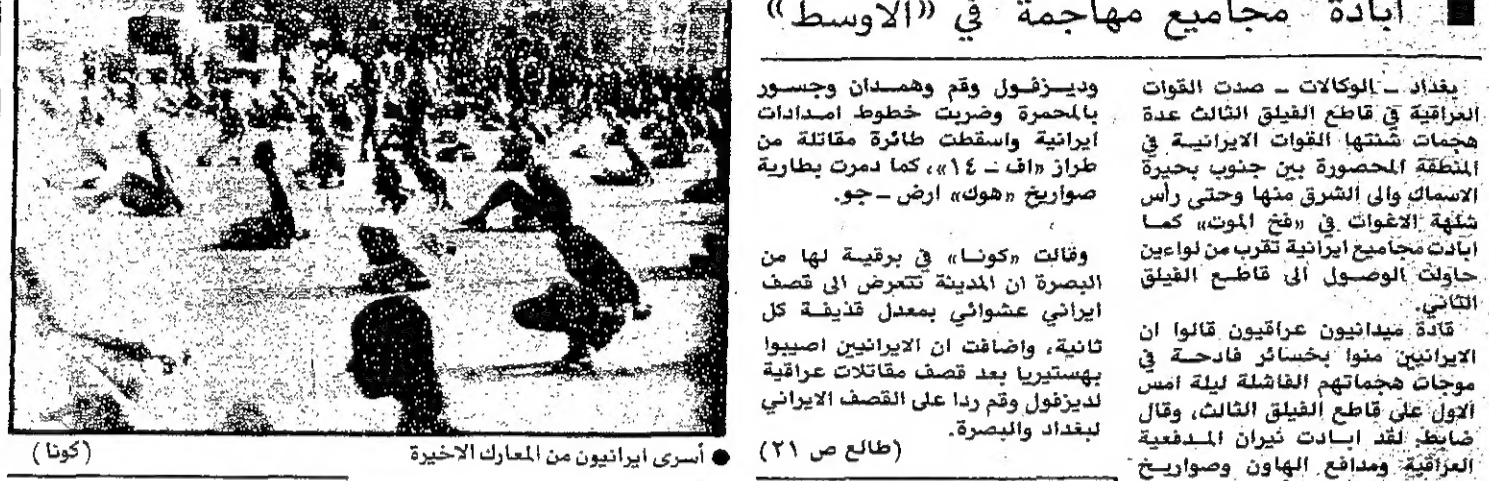 ابادة مجاميع مهاجمة في «الاوسط»
بغداد ـ الوكالات ـ صدت القوات
العراقية في قاطع الفيلق الثالث عدة
هجمات شنتها القوات الايرانية في
المنطقة المحصورة بين جنوب بحيرة
الاسماك والى الشرق منها وحتى رأس
شلهة الاغوات في «فخ الموت» كما
ابادت مجاميع ايرانية تقرب من لواءين
حاولت الوصول الى قاطع الفيلق
الثاني.
قادة ميدانيون عراقيون قالوا ان
الايرانيين منوا بخسائر فادحة في
موجات هجماتهم الفاشلة ليلة امس
الاول على قاطع الفيلق الثالث، وقال
ضابط: لقد ابادت نيران المدفعية
العراقية ومدافع الهاون وصواريخ
وديزفول وقم وهمدان وجسور
بالمحمرة وضربت خطوط امدادات
ايرانية واسقطت طائرة مقاتلة من
طراز «اف ـ ١٤»، كما دمرت بطارية
صواريخ «هوك» ارض ـ جو.
وقالت «كونا» في برقية لها من
البصرة ان المدينة تتعرض الى قصف
ايراني عشوائي بمعدل قذيفة كل
ثانية، واضافت ان الايرانيين اصيبوا
بهستيريا بعد قصف مقاتلات عراقية
لديزفول وقم ردا على القصف الايراني
لبغداد والبصرة.
(طالع ص ٢١)
● أسرى ايرانيون من المعارك الاخيرة (كونا)